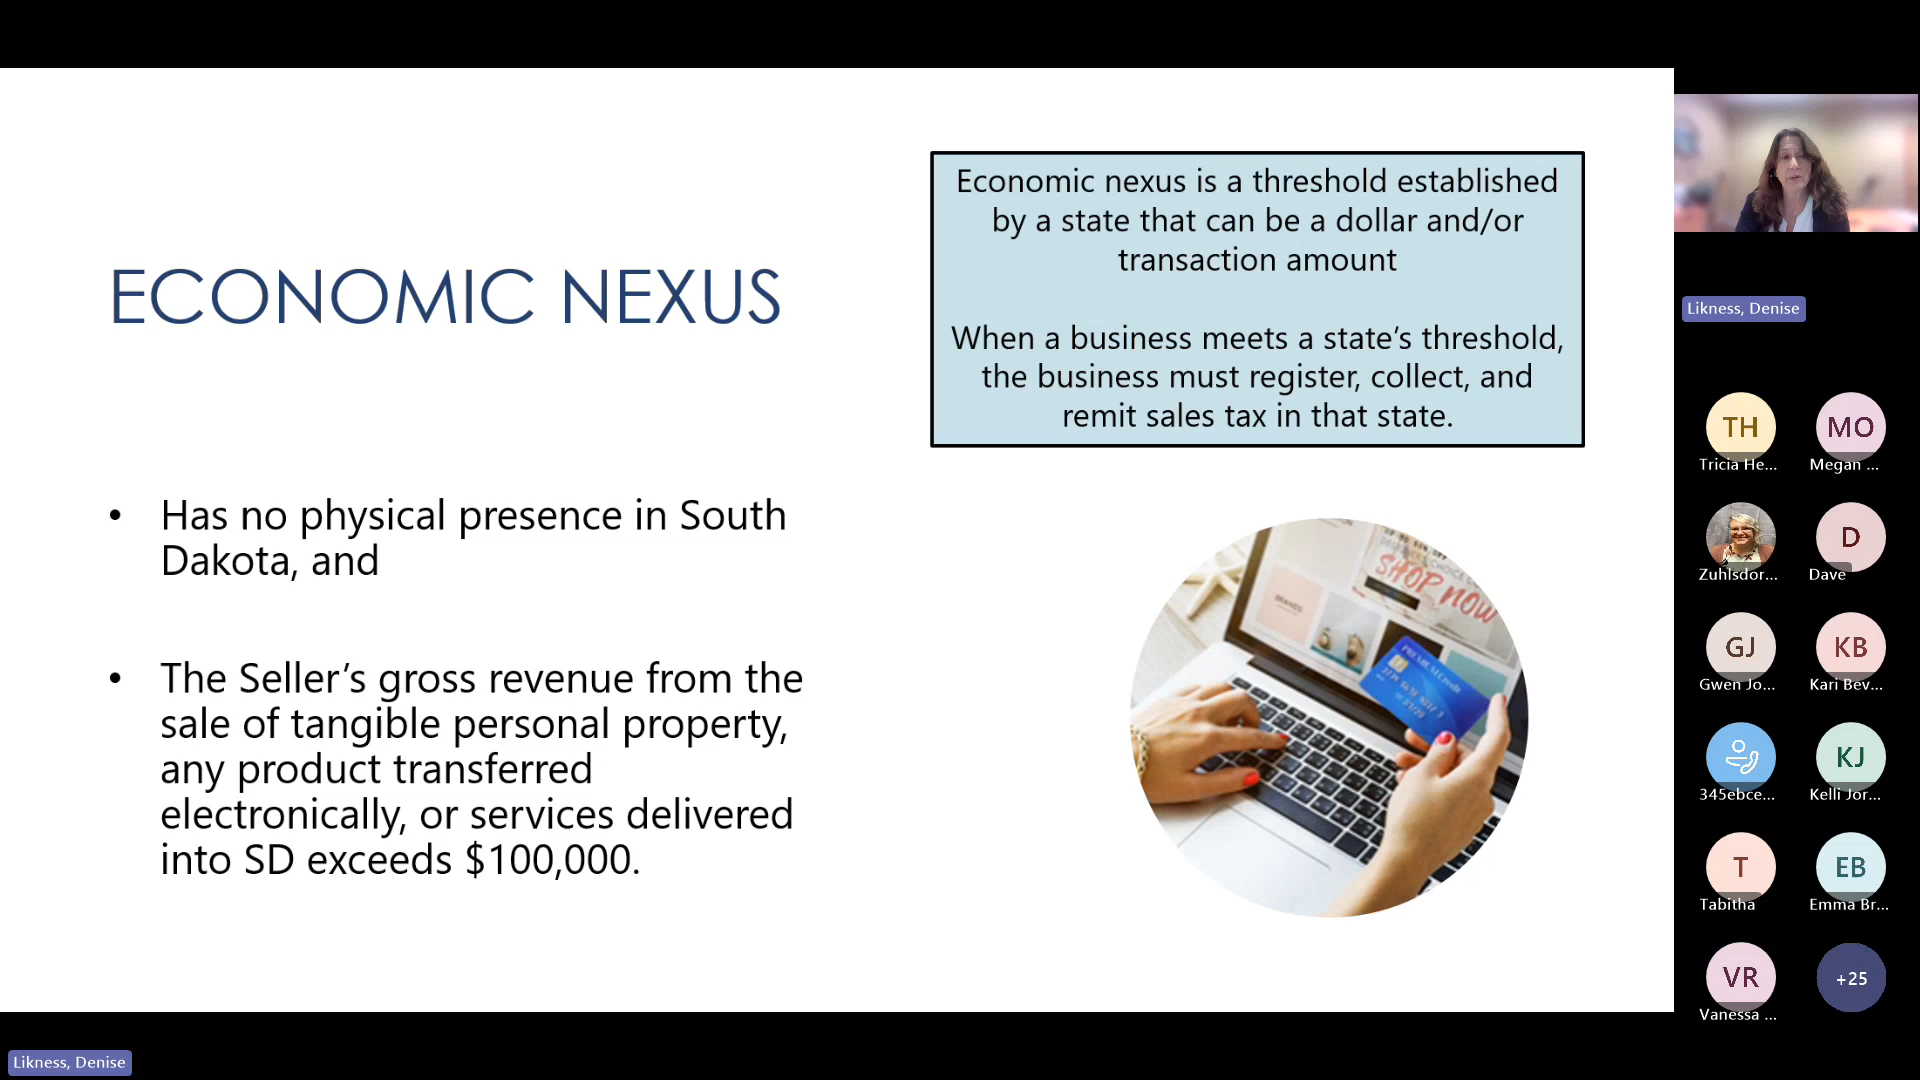 ECONOMIC NEXUS
Economic nexus is a threshold established
by a state that can be a dollar and/or
transaction amount
When a business meets a state’s threshold,
the business must register, collect, and
remit sales tax in that state.
• Has no physical presence in South
Dakota, and
• The Seller’s gross revenue from the
sale of tangible personal property,
any product transferred
electronically, or services delivered
into SD exceeds $100,000.
SHOP NOW
BRANDS
Likness, Denise
TH
Tricia He...
MO
Megan ...
Zuhlsdor...
D
Dave
GJ
Gwen Jo...
KB
Kari Bev...
345ebce...
KJ
Kelli Jor...
T
Tabitha
EB
Emma Br...
VR
Vanessa ...
+25
Likness, Denise